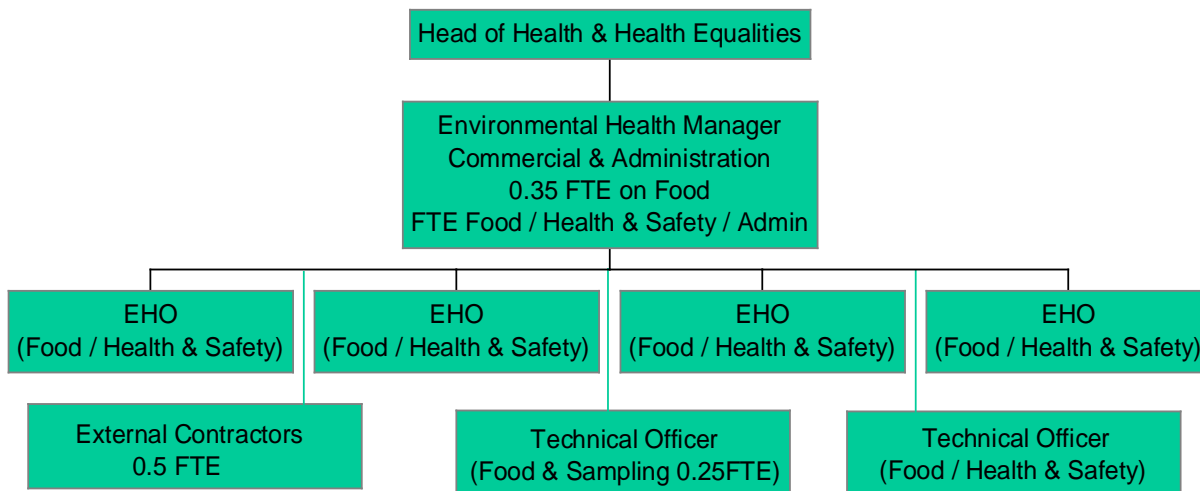 Head of Health & Health Equalities
Environmental Health Manager
Commercial & Administration
0.35 FTE on Food
FTE Food / Health & Safety / Admin
EHO
(Food / Health & Safety)
EHO
(Food / Health & Safety)
EHO
(Food / Health & Safety)
EHO
(Food / Health & Safety)
External Contractors
0.5 FTE
Technical Officer
(Food & Sampling 0.25FTE)
Technical Officer
(Food / Health & Safety)